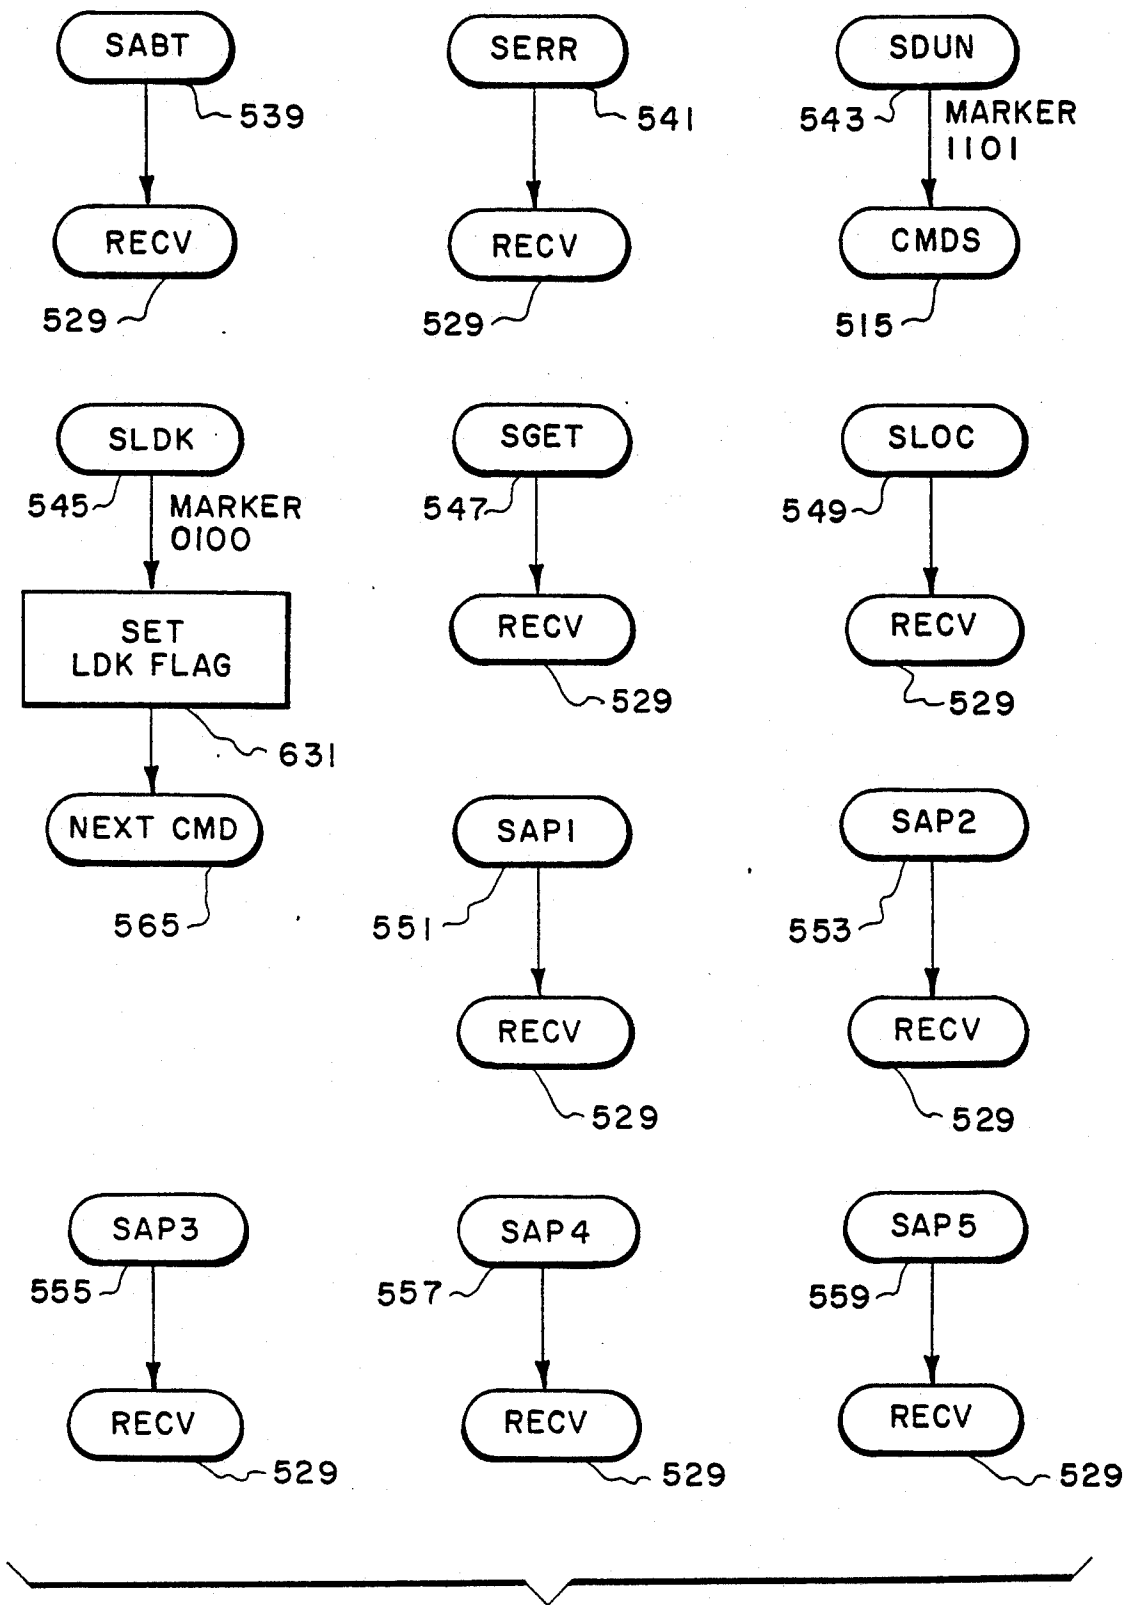 SABT
539
RECV
529
SERR
541
RECV
529
SDUN
543
MARKER
1101
CMDS
515
SLDK
545
MARKER
0100
SET
LDK FLAG
631
NEXT CMD
565
SGET
547
RECV
529
SLOC
549
RECV
529
SAP1
551
RECV
529
SAP2
553
RECV
529
SAP3
555
RECV
529
SAP4
557
RECV
529
SAP5
559
RECV
529